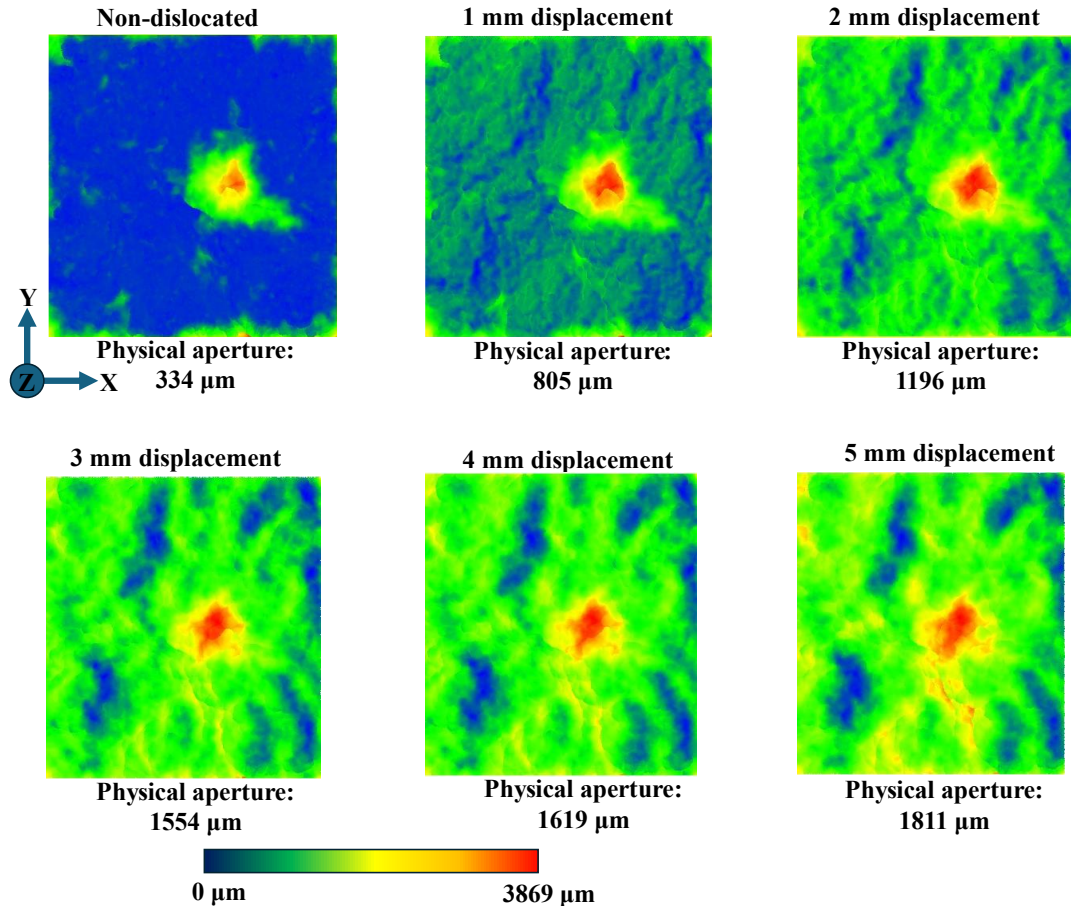 Non-dislocated
1 mm displacement
2 mm displacement
Y
Z
X
Physical aperture:
334 µm
Physical aperture:
805 µm
Physical aperture:
1196 µm
3 mm displacement
4 mm displacement
5 mm displacement
Physical aperture:
1554 µm
Physical aperture:
1619 µm
Physical aperture:
1811 µm
0 µm
3869 µm